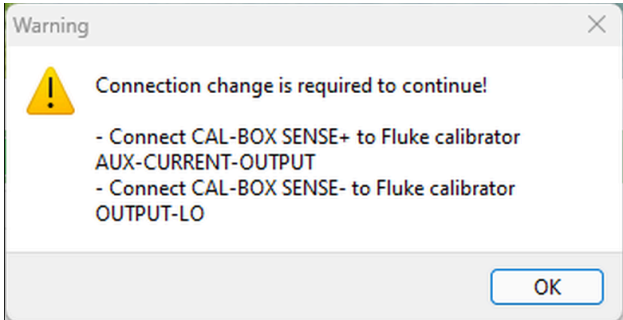 Warning
Connection change is required to continue!
- Connect CAL-BOX SENSE+ to Fluke calibrator
AUX-CURRENT-OUTPUT
- Connect CAL-BOX SENSE- to Fluke calibrator
OUTPUT-LO
OK